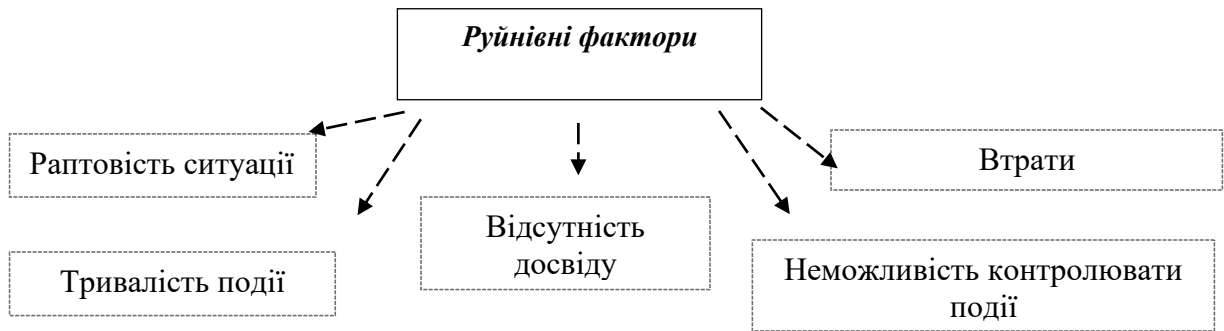 Руйнівні фактори
Раптовість ситуації
Втрати
Відсутність
досвіду
Тривалість події
Неможливість контролювати
події